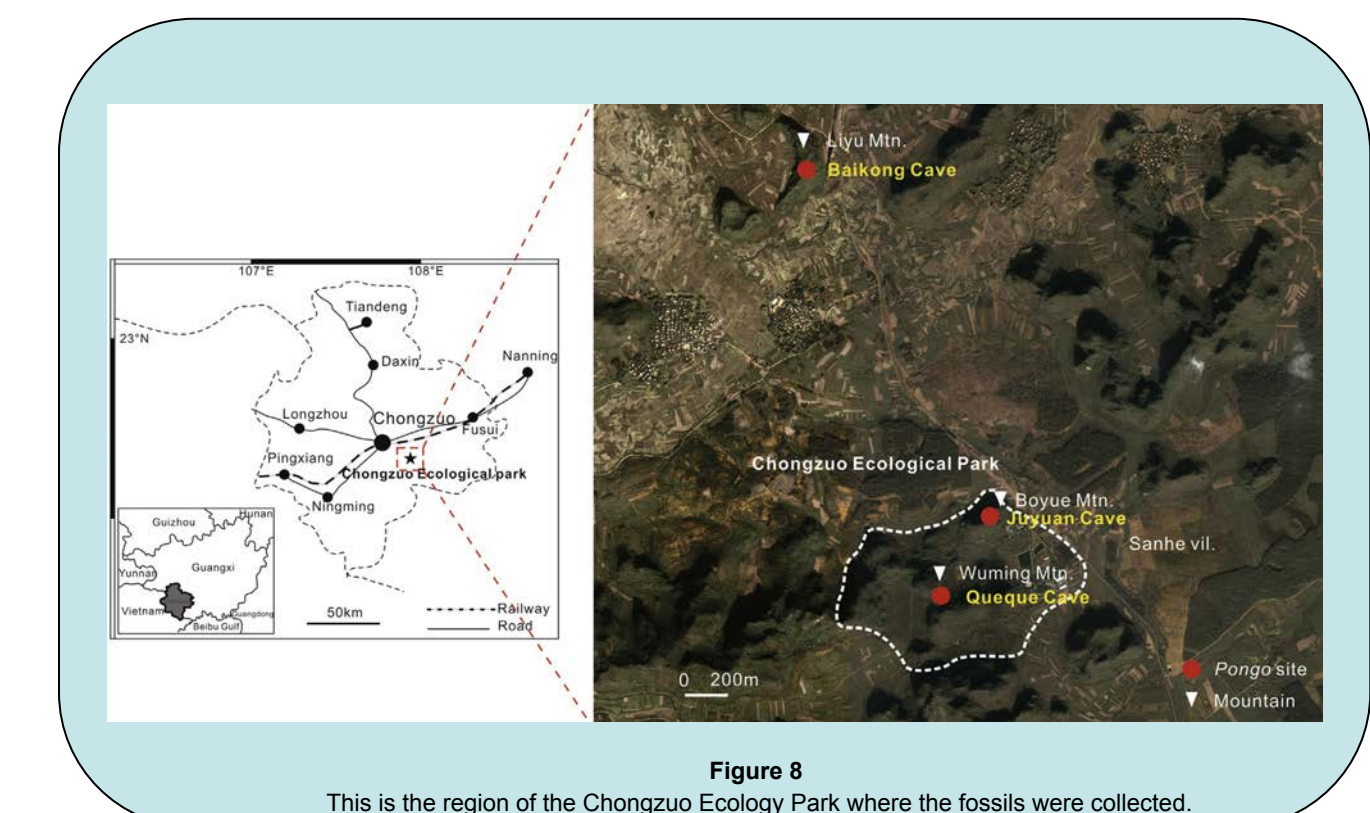 107°E
108°E
23°N
Tiandeng
Daxin
Nanning
Longzhou
Chongzuo
Fusui
Pingxiang
Chongzuo Ecological park
Ningming
Guizhou
Hunan
Yunnan
Guangxi
Vietnam
Guangdong
Beibu Gulf
50km
Railway
Road
Liyu Mtn.
Baikong Cave
Chongzuo Ecological Park
Boyue Mtn.
Juyuan Cave
Sanhe vil.
Wuming Mtn.
Queque Cave
0 200m
Pongo site
Mountain
Figure 8
This is the region of the Chongzuo Ecology Park where the fossils were collected.